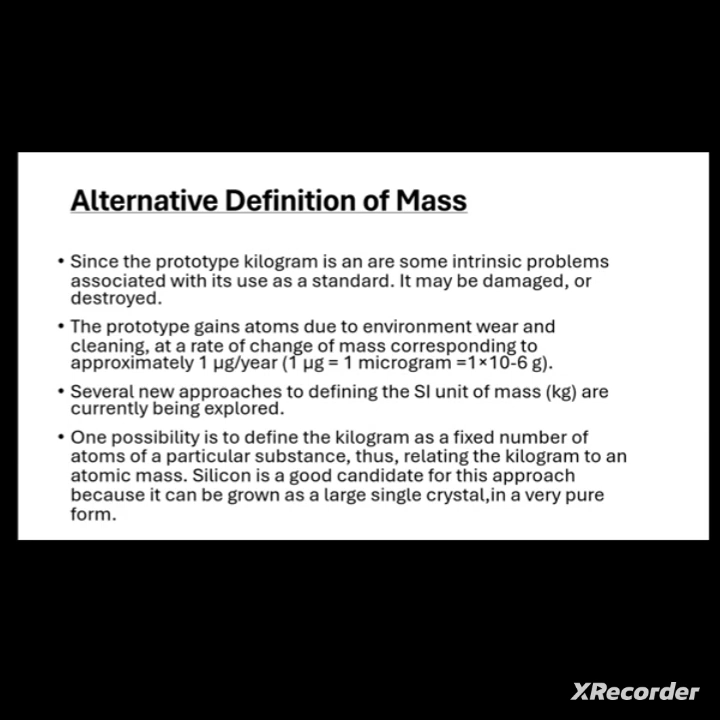 Alternative Definition of Mass
• Since the prototype kilogram is an are some intrinsic problems
associated with its use as a standard. It may be damaged, or
destroyed.
• The prototype gains atoms due to environment wear and
cleaning, at a rate of change of mass corresponding to
approximately 1 µg/year (1 µg = 1 microgram =1×10-6 g).
• Several new approaches to defining the SI unit of mass (kg) are
currently being explored.
• One possibility is to define the kilogram as a fixed number of
atoms of a particular substance, thus, relating the kilogram to an
atomic mass. Silicon is a good candidate for this approach
because it can be grown as a large single crystal,in a very pure
form.
XRecorder